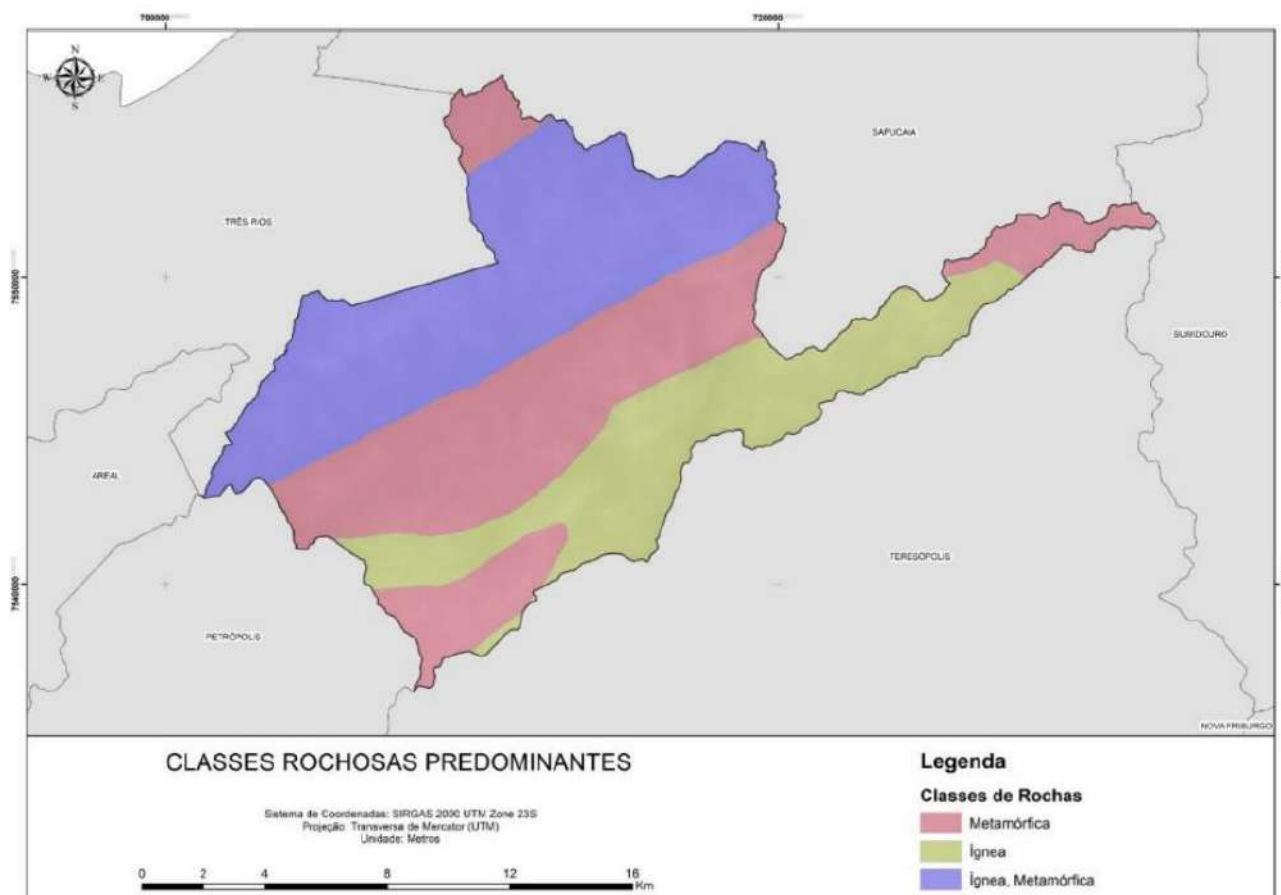 700000
720000
N
W
E
S
SAPUCAIA
TRÊS RIOS
7550000
7550000
SUMIDOURO
AREAL
TERESÓPOLIS
7540000
7540000
PETRÓPOLIS
NOVA FRIBURGO
CLASSES ROCHOSAS PREDOMINANTES
Sistema de Coordenadas: SIRGAS 2000 UTM Zone 23S
Projeção: Transversa de Mercator (UTM)
Unidade: Metros
0 2 4 8 12 16
Km
Legenda
Classes de Rochas
Metamórfica
Ígnea
Ígnea, Metamórfica